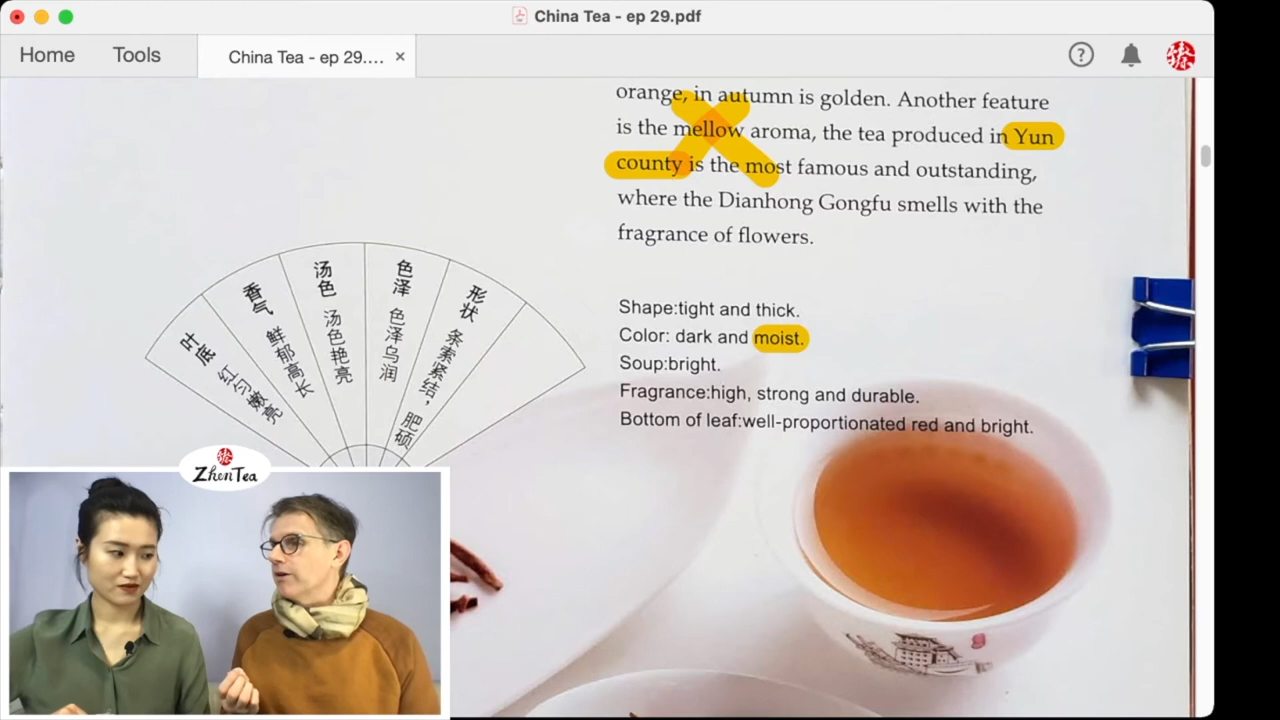 China Tea - ep 29.pdf
Home
Tools
China Tea - ep 29....
orange, in autumn is golden. Another feature
is the mellow aroma, the tea produced in Yun
county is the most famous and outstanding,
where the Dianhong Gongfu smells with the
fragrance of flowers.
叶底 红匀嫩亮
香气 鲜郁高长
汤色 汤色艳亮
色泽 色泽乌润
形状 条索紧结，肥硕
Shape:tight and thick.
Color: dark and moist.
Soup:bright.
Fragrance:high, strong and durable.
Bottom of leaf:well-proportionated red and bright.
ZhenTea